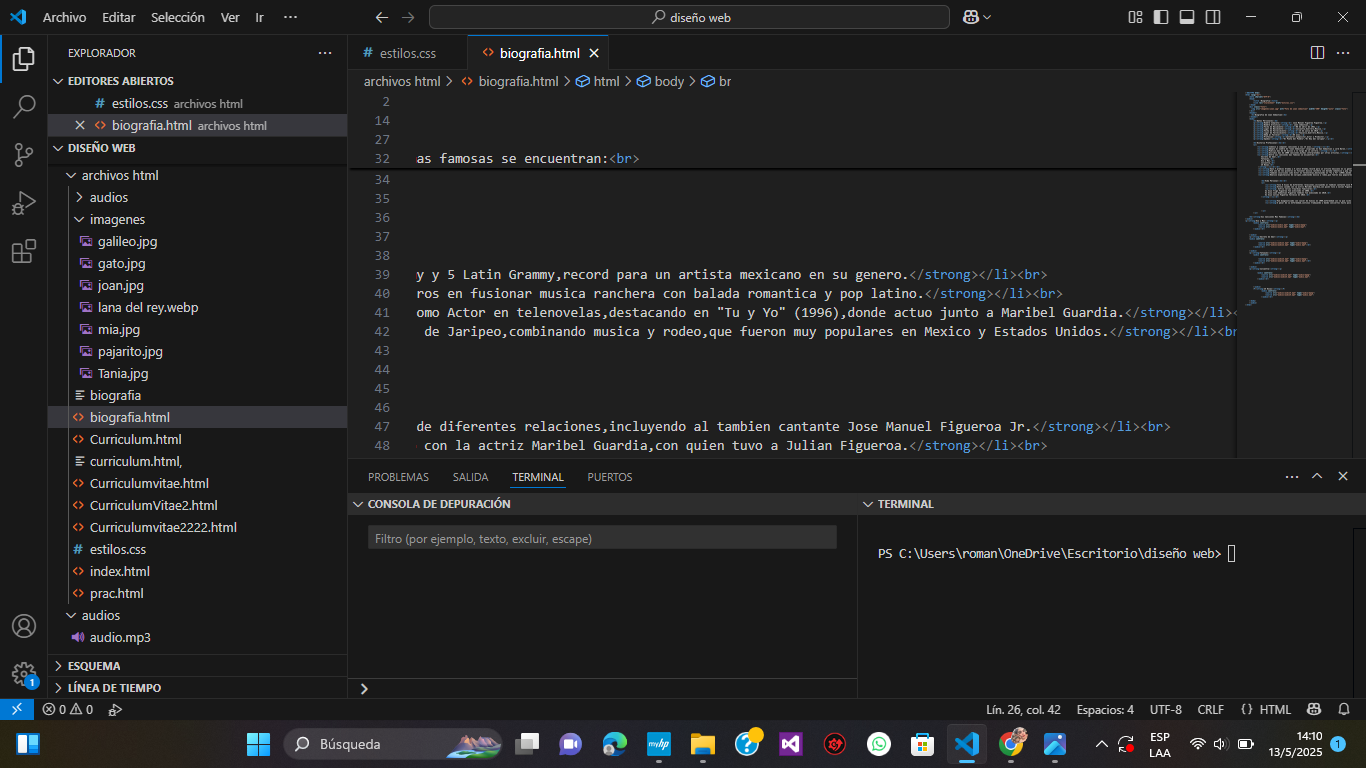 Archivo Editar Selección Ver Ir ··· diseño web
EXPLORADOR ···
EDITORES ABIERTOS
# estilos.css archivos html
biografia.html archivos html
DISEÑO WEB
archivos html
audios
imagenes
galileo.jpg
gato.jpg
joan.jpg
lana del rey.webp
mia.jpg
pajarito.jpg
Tania.jpg
biografia
biografia.html
Curriculum.html
curriculum.html,
Curriculumvitae.html
CurriculumVitae2.html
Curriculumvitae2222.html
# estilos.css
index.html
prac.html
audios
audio.mp3
ESQUEMA
LÍNEA DE TIEMPO
# estilos.css <> biografia.html
archivos html > <> biografia.html > html > body > br
2
14
27
32 as famosas se encuentran:<br>
34
35
36
37
38
39 y y 5 Latin Grammy,record para un artista mexicano en su genero.</strong></li><br>
40 ros en fusionar musica ranchera con balada romantica y pop latino.</strong></li><br>
41 omo Actor en telenovelas,destacando en "Tu y Yo" (1996),donde actuo junto a Maribel Guardia.</strong></li>
42 de Jaripeo,combinando musica y rodeo,que fueron muy populares en Mexico y Estados Unidos.</strong></li><br
43
44
45
46
47 de diferentes relaciones,incluyendo al tambien cantante Jose Manuel Figueroa Jr.</strong></li><br>
48 con la actriz Maribel Guardia,con quien tuvo a Julian Figueroa.</strong></li><br>
PROBLEMAS SALIDA TERMINAL PUERTOS
CONSOLA DE DEPURACIÓN
Filtro (por ejemplo, texto, excluir, escape)
TERMINAL
PS C:\Users\roman\OneDrive\Escritorio\diseño web>
1
0 0 Lín. 26, col. 42 Espacios: 4 UTF-8 CRLF {} HTML
Búsqueda
myhp
ESP
LAA
14:10
13/5/2025
1